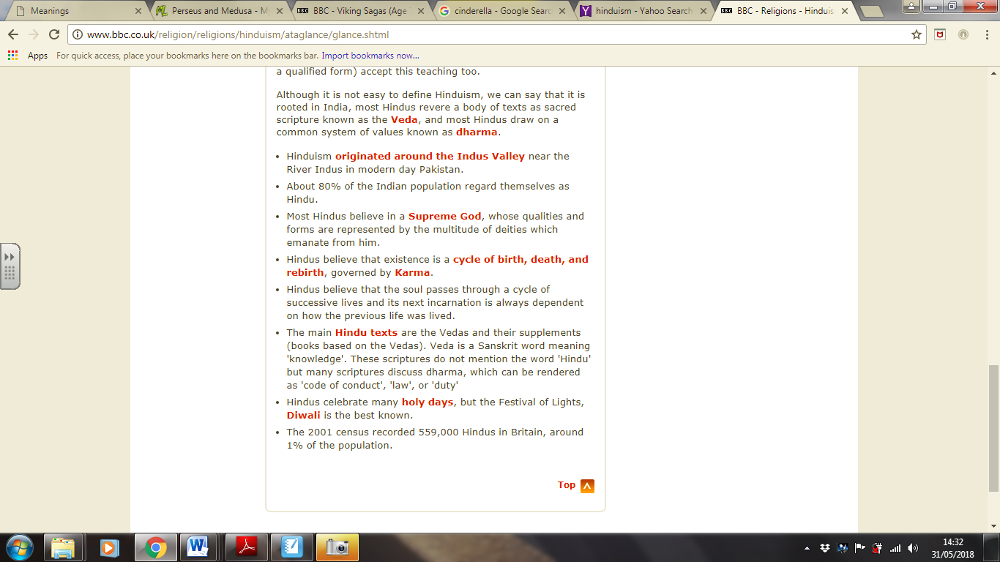 Meanings
Perseus and Medusa - M
BBC - Viking Sagas (Age
cinderella - Google Searc
hinduism - Yahoo Search
BBC - Religions - Hinduis
www.bbc.co.uk/religion/religions/hinduism/ataglance/glance.shtml
Apps For quick access, place your bookmarks here on the bookmarks bar. Import bookmarks now...
a qualified form) accept this teaching too.
Although it is not easy to define Hinduism, we can say that it is
rooted in India, most Hindus revere a body of texts as sacred
scripture known as the Veda, and most Hindus draw on a
common system of values known as dharma.
• Hinduism originated around the Indus Valley near the
River Indus in modern day Pakistan.
• About 80% of the Indian population regard themselves as
Hindu.
• Most Hindus believe in a Supreme God, whose qualities and
forms are represented by the multitude of deities which
emanate from him.
• Hindus believe that existence is a cycle of birth, death, and
rebirth, governed by Karma.
• Hindus believe that the soul passes through a cycle of
successive lives and its next incarnation is always dependent
on how the previous life was lived.
• The main Hindu texts are the Vedas and their supplements
(books based on the Vedas). Veda is a Sanskrit word meaning
'knowledge'. These scriptures do not mention the word 'Hindu'
but many scriptures discuss dharma, which can be rendered
as 'code of conduct', 'law', or 'duty'
• Hindus celebrate many holy days, but the Festival of Lights,
Diwali is the best known.
• The 2001 census recorded 559,000 Hindus in Britain, around
1% of the population.
Top
14:32
31/05/2018